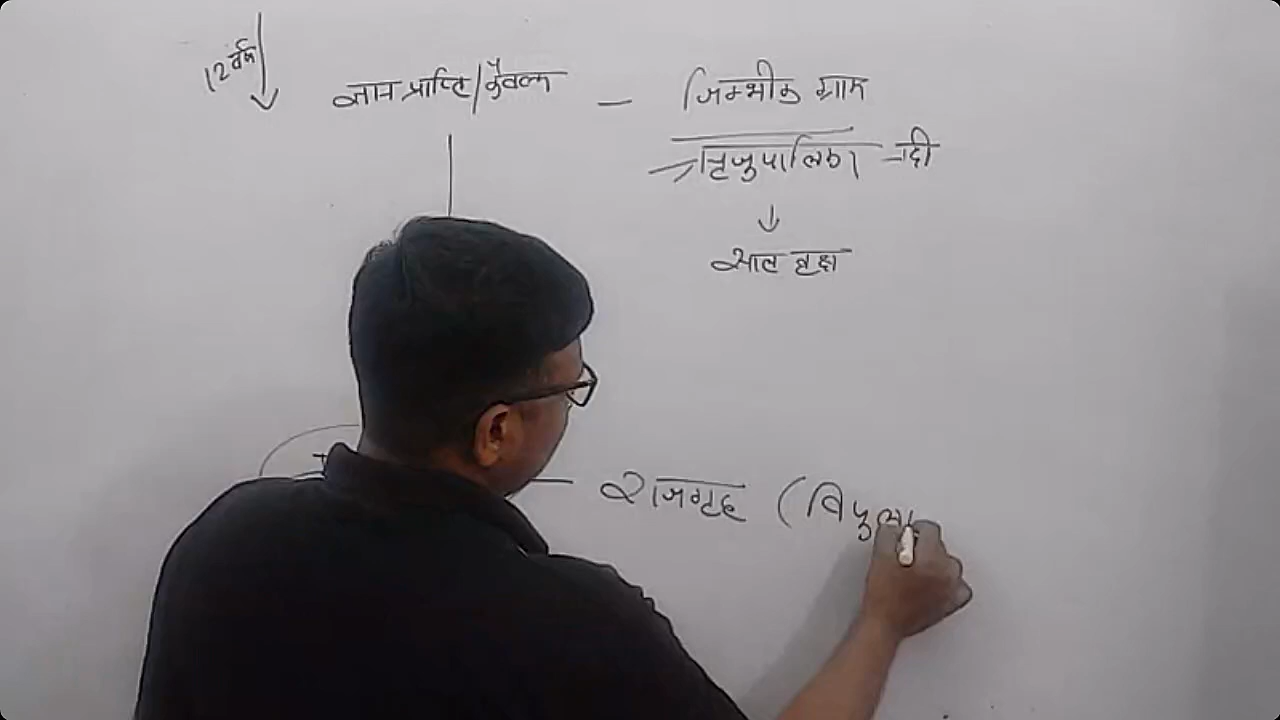 12 वर्ष
ज्ञान प्राप्ति/कैवल्य - जिम्भीक ग्राम
ऋजुपालिका नदी
↓
साल वृक्ष
- राजगृह (विपुला